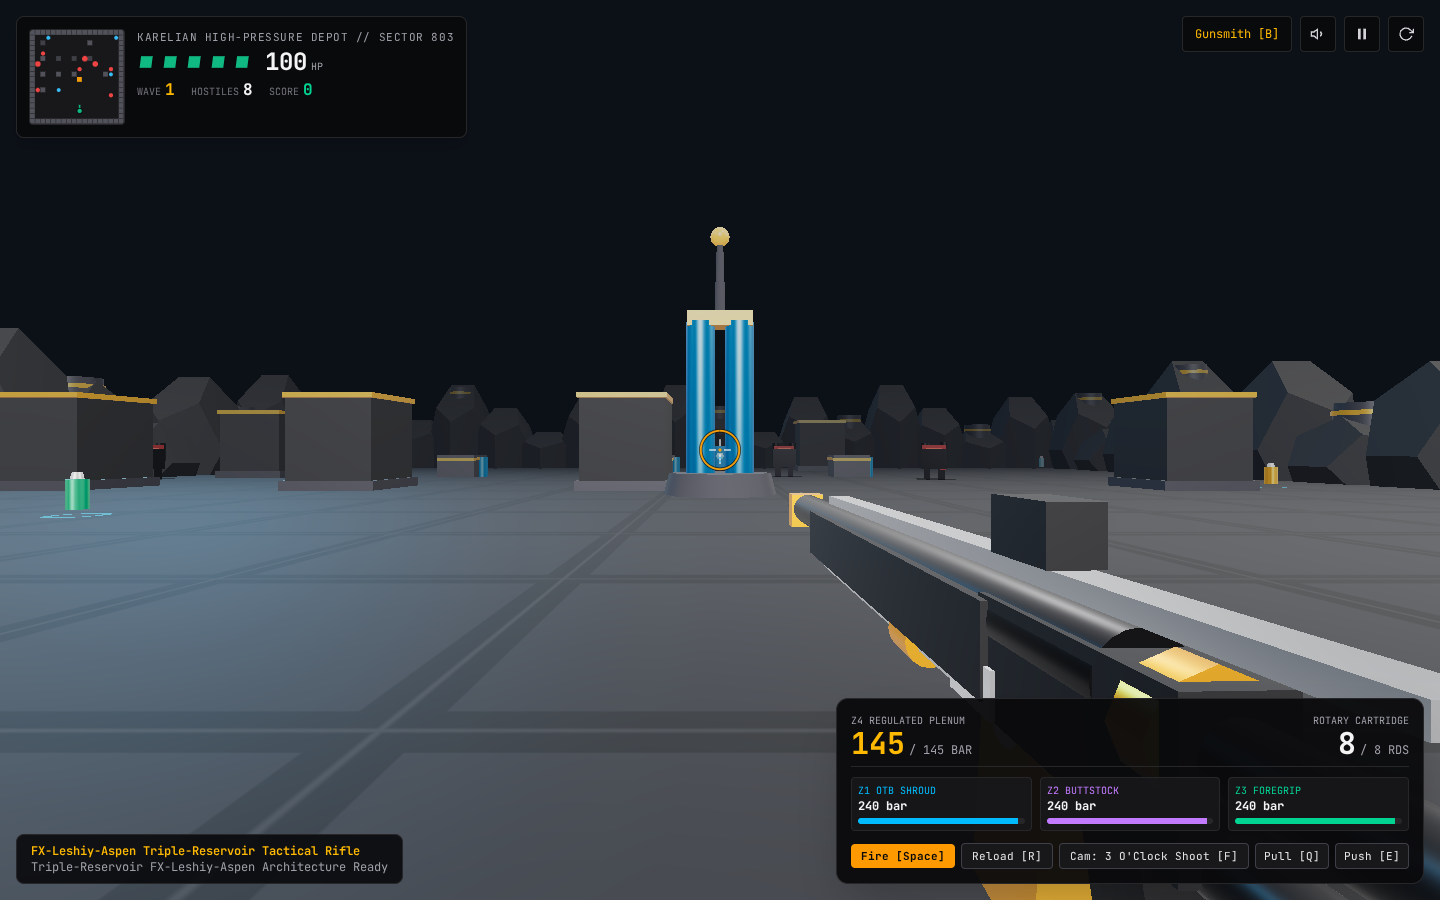 KARELIAN HIGH-PRESSURE DEPOT // SECTOR 803
100 HP
WAVE 1 HOSTILES 8 SCORE 0
Gunsmith [B]
Z4 REGULATED PLENUM ROTARY CARTRIDGE
145 / 145 BAR 8 / 8 RDS
Z1 OTB SHROUD Z2 BUTTSTOCK Z3 FOREGRIP
240 bar 240 bar 240 bar
Fire [Space] Reload [R] Cam: 3 O'Clock Shoot [F] Pull [Q] Push [E]
FX-Leshiy-Aspen Triple-Reservoir Tactical Rifle
Triple-Reservoir FX-Leshiy-Aspen Architecture Ready